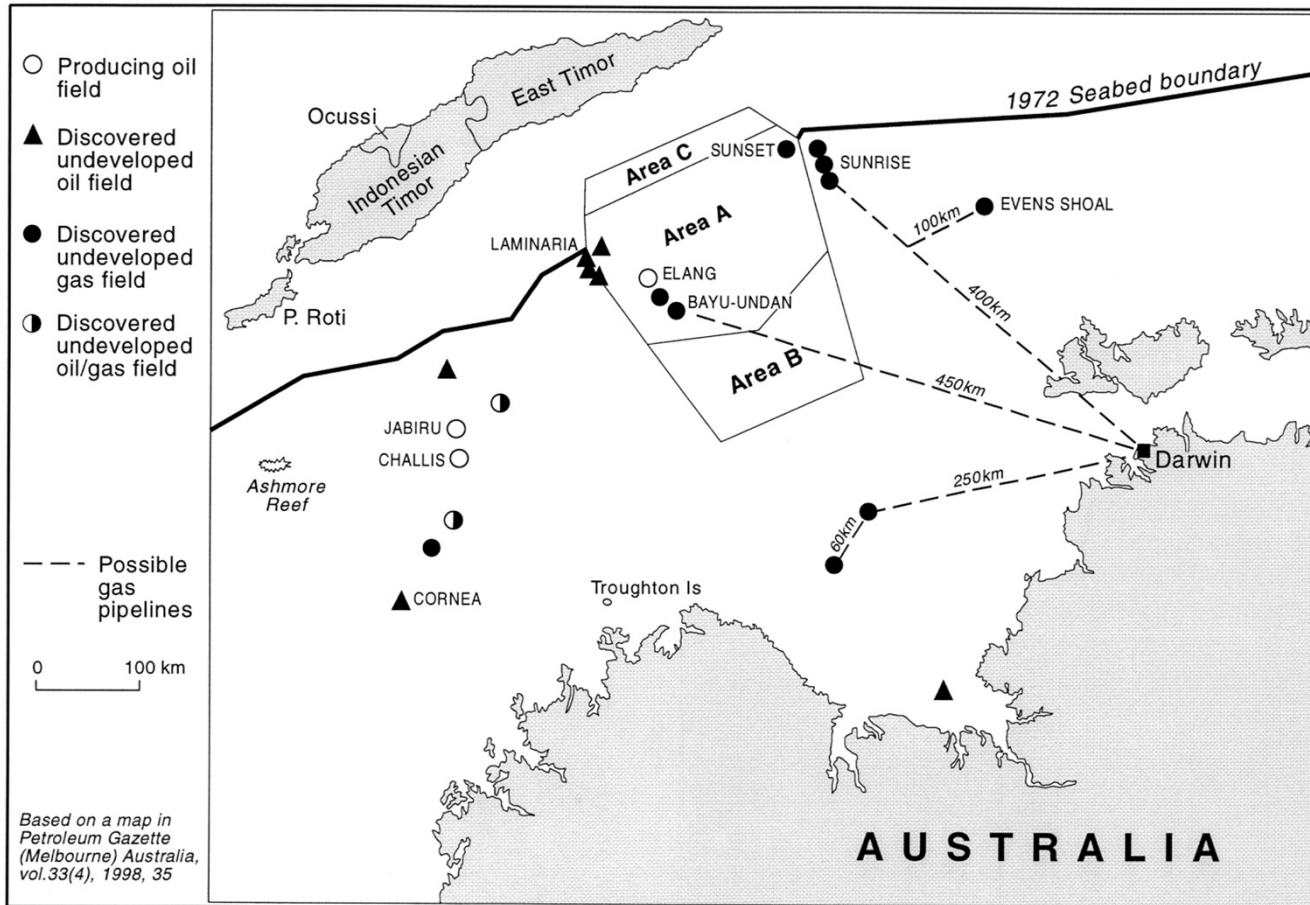 Producing oil
field
Discovered
undeveloped
oil field
Discovered
undeveloped
gas field
Discovered
undeveloped
oil/gas field
Possible
gas
pipelines
0 100 km
Based on a map in
Petroleum Gazette
(Melbourne) Australia,
vol.33(4), 1998, 35
East Timor
Ocussi
Indonesian
Timor
P. Roti
1972 Seabed boundary
Area C
SUNSET
SUNRISE
Area A
EVENS SHOAL
100km
LAMINARIA
ELANG
BAYU-UNDAN
400km
Area B
450km
JABIRU
CHALLIS
Ashmore
Reef
Darwin
250km
60km
CORNEA
Troughton Is
AUSTRALIA